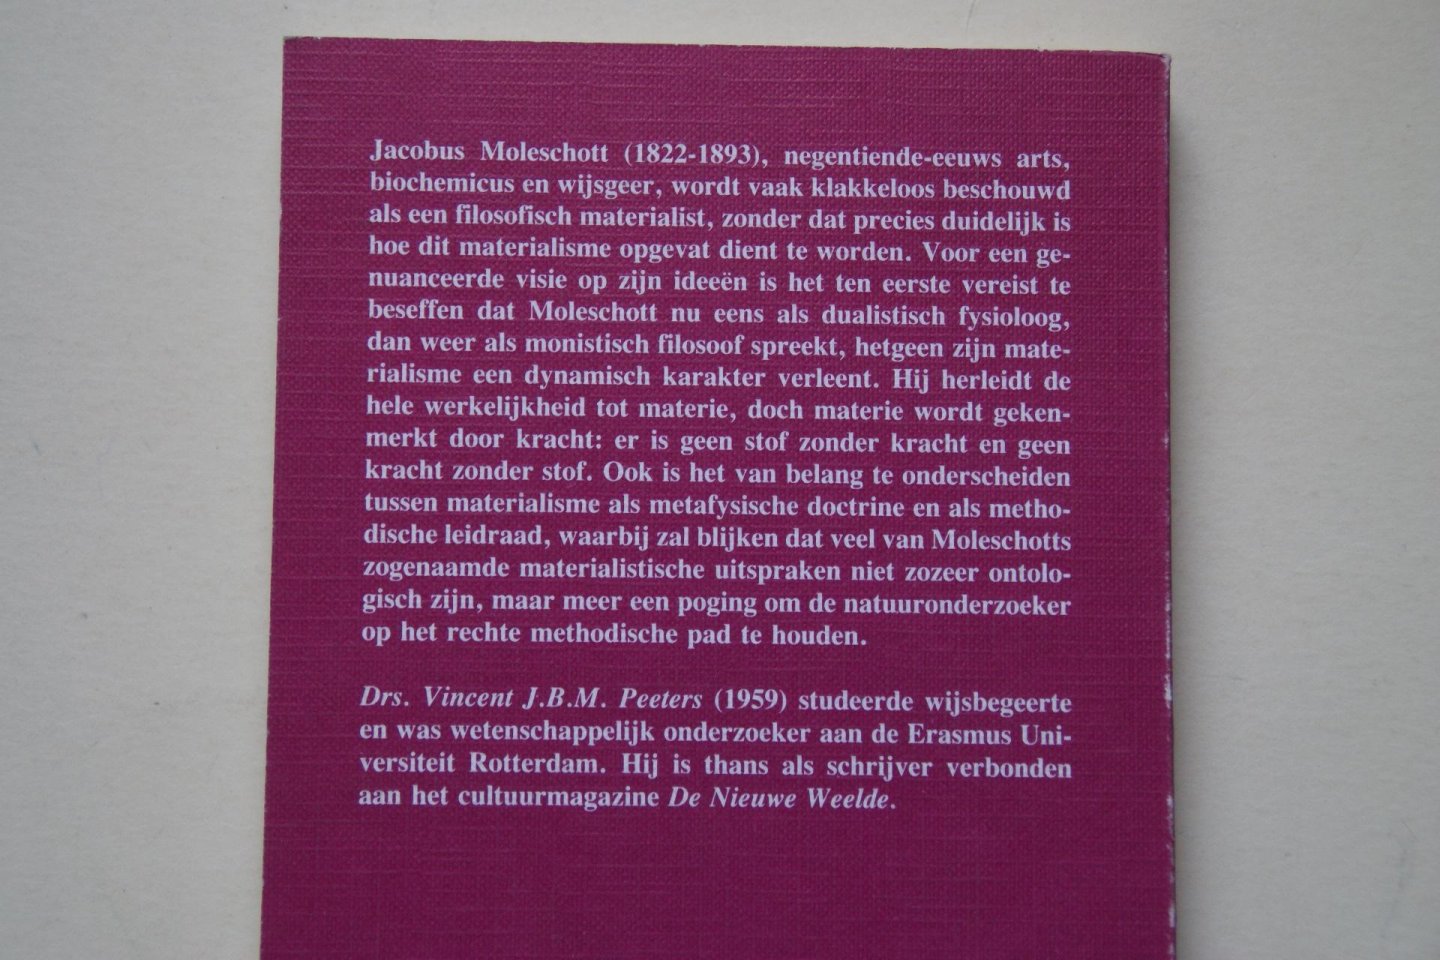 Jacobus Moleschott (1822-1893), negentiende-eeuws arts,
biochemicus en wijsgeer, wordt vaak klakkeloos beschouwd
als een filosofisch materialist, zonder dat precies duidelijk is
hoe dit materialisme opgevat dient te worden. Voor een ge-
nuanceerde visie op zijn ideeën is het ten eerste vereist te
beseffen dat Moleschott nu eens als dualistisch fysioloog,
dan weer als monistisch filosoof spreekt, hetgeen zijn mate-
rialisme een dynamisch karakter verleent. Hij herleidt de
hele werkelijkheid tot materie, doch materie wordt geken-
merkt door kracht: er is geen stof zonder kracht en geen
kracht zonder stof. Ook is het van belang te onderscheiden
tussen materialisme als metafysische doctrine en als metho-
dische leidraad, waarbij zal blijken dat veel van Moleschotts
zogenaamde materialistische uitspraken niet zozeer ontolo-
gisch zijn, maar meer een poging om de natuuronderzoeker
op het rechte methodische pad te houden.
Drs. Vincent J.B.M. Peeters (1959) studeerde wijsbegeerte
en was wetenschappelijk onderzoeker aan de Erasmus Uni-
versiteit Rotterdam. Hij is thans als schrijver verbonden
aan het cultuurmagazine De Nieuwe Weelde.